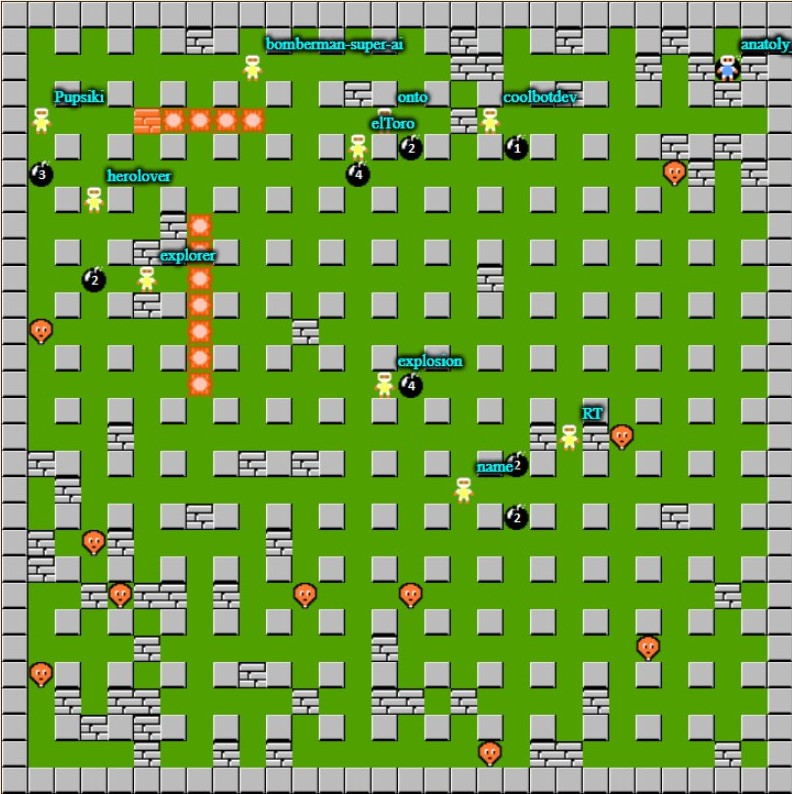 bomberman-super-ai
anatoly
Pupsiki
onto
coolbotdev
elToro
2
1
3
4
herolover
explorer
2
explosion
4
RT
name
2
2